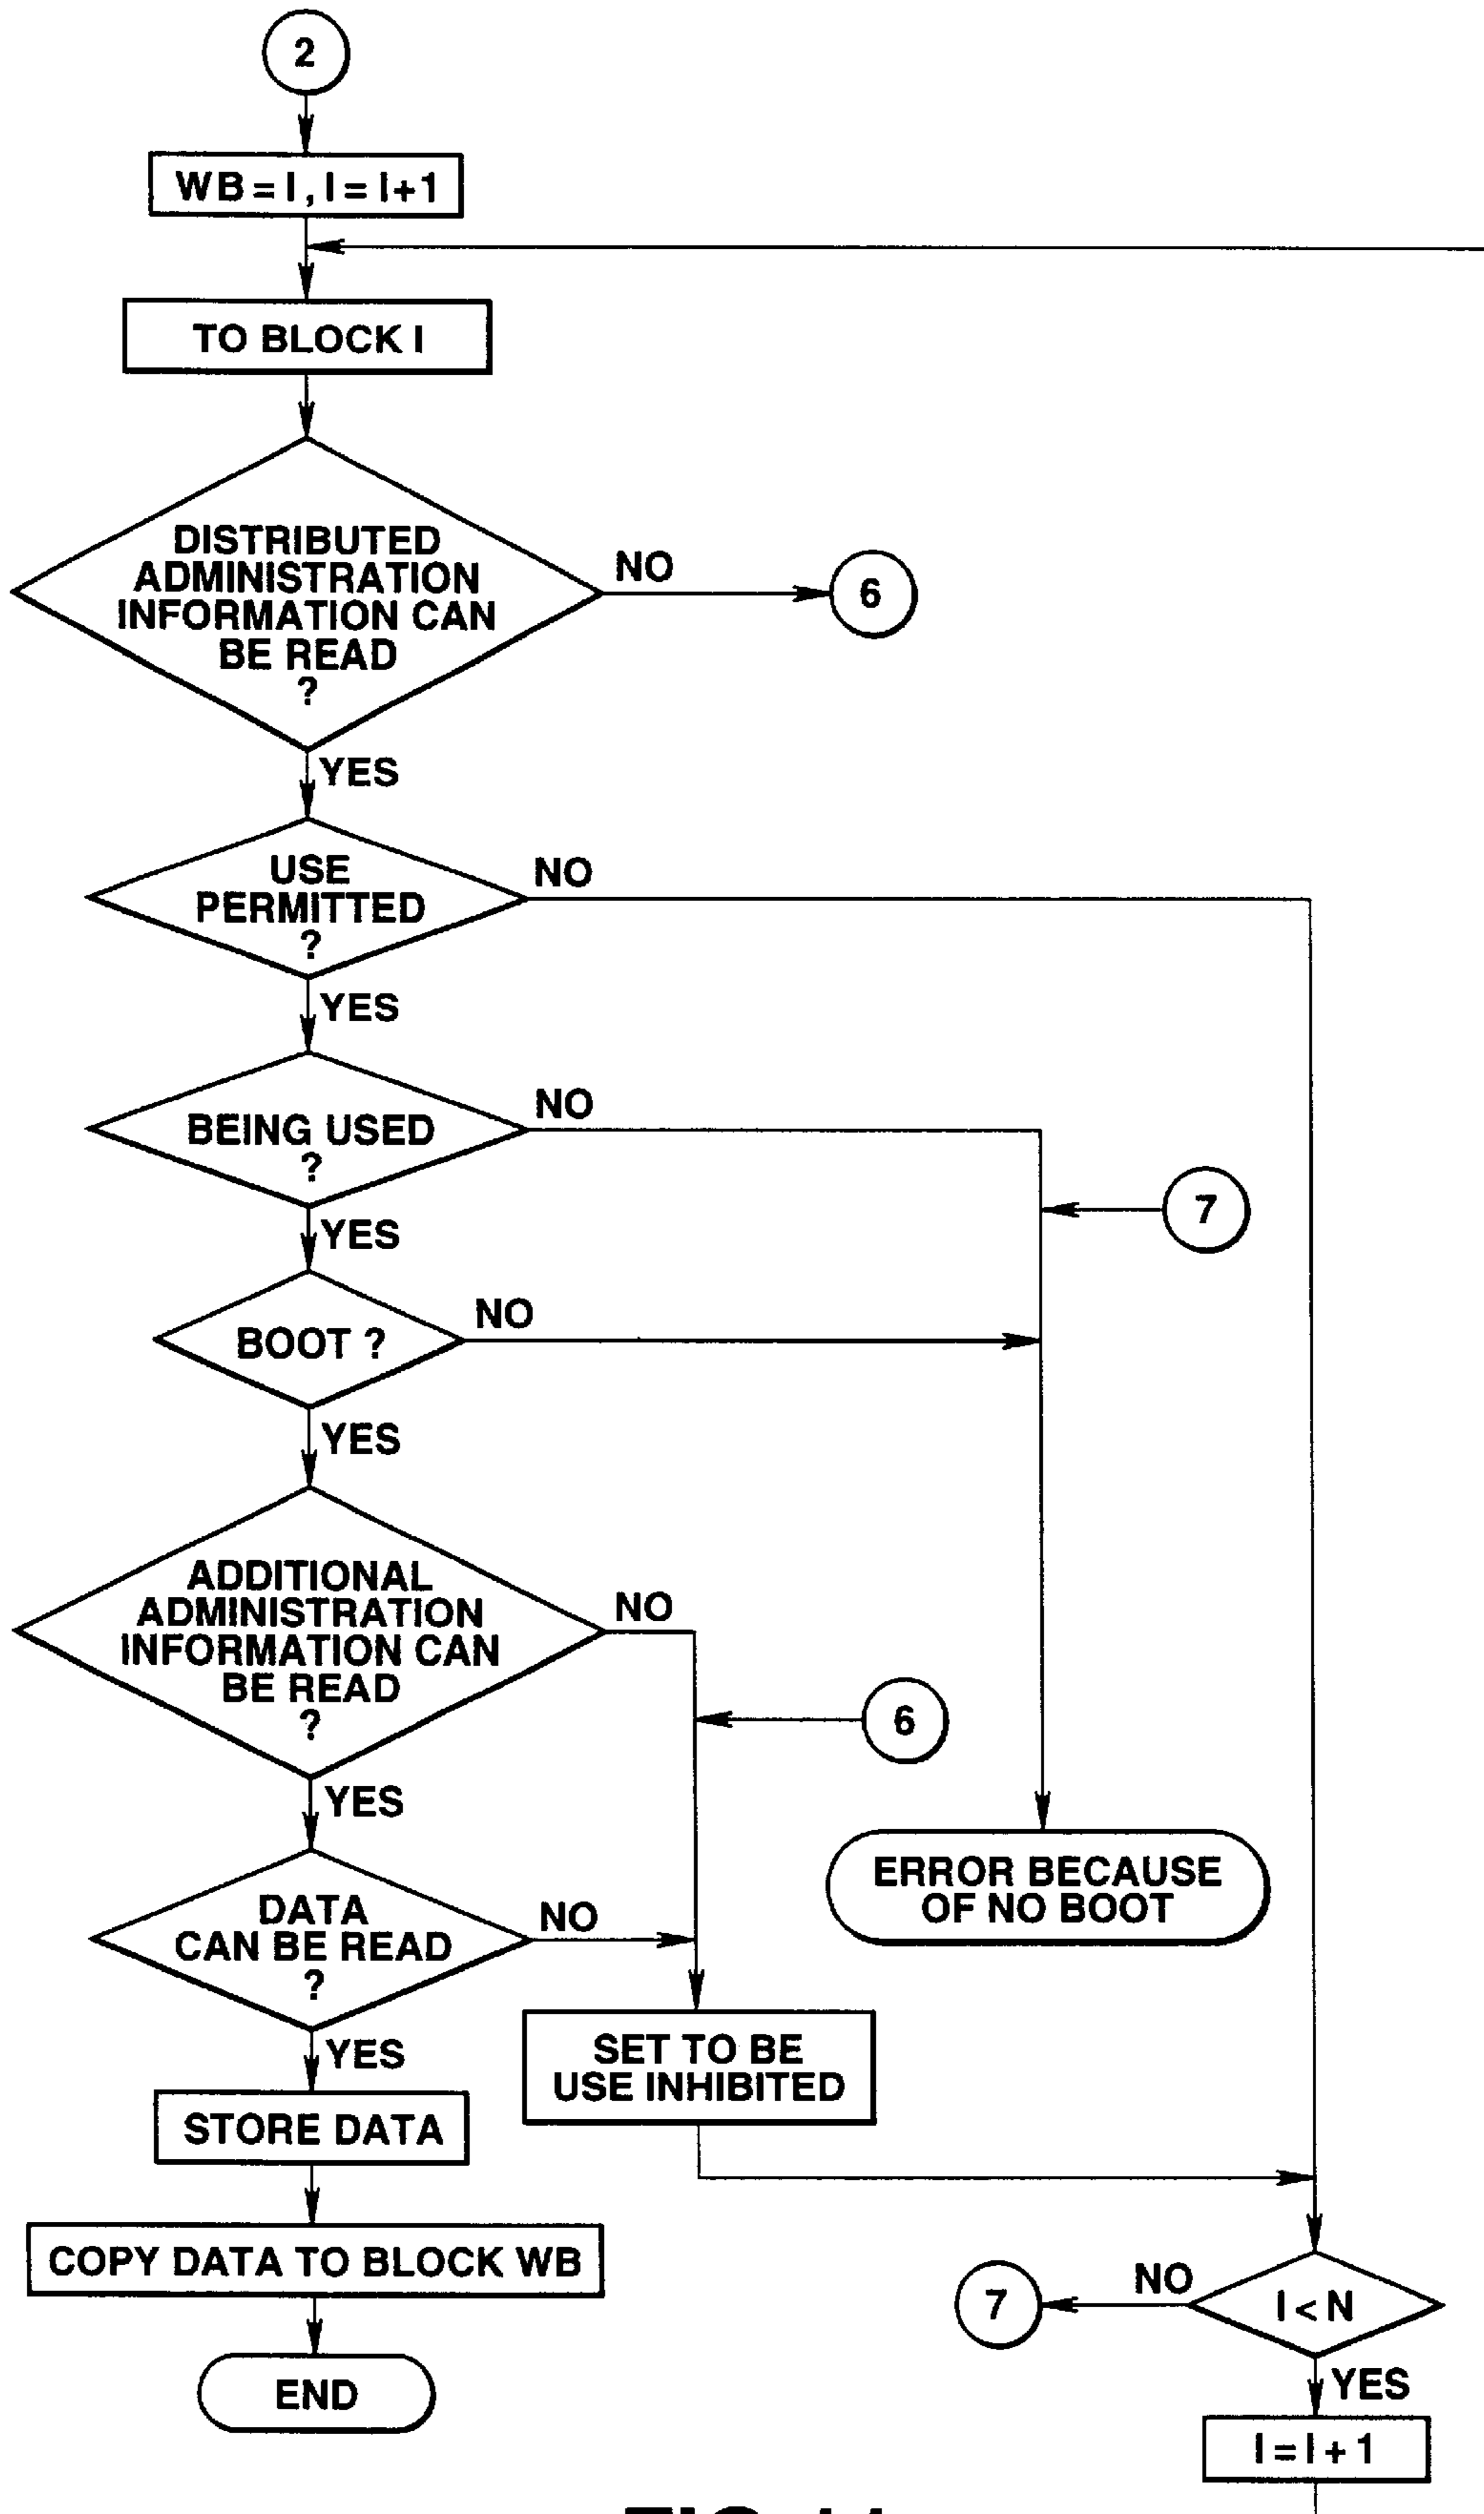 2
WB = I , I = I + 1
TO BLOCK I
DISTRIBUTED
ADMINISTRATION
INFORMATION CAN
BE READ
?
NO
6
YES
USE
PERMITTED
?
NO
YES
BEING USED
?
NO
7
YES
BOOT ?
NO
YES
ADDITIONAL
ADMINISTRATION
INFORMATION CAN
BE READ
?
NO
6
YES
ERROR BECAUSE
OF NO BOOT
DATA
CAN BE READ
?
NO
YES
SET TO BE
USE INHIBITED
STORE DATA
COPY DATA TO BLOCK WB
END
I < N
NO
7
YES
I = I + 1